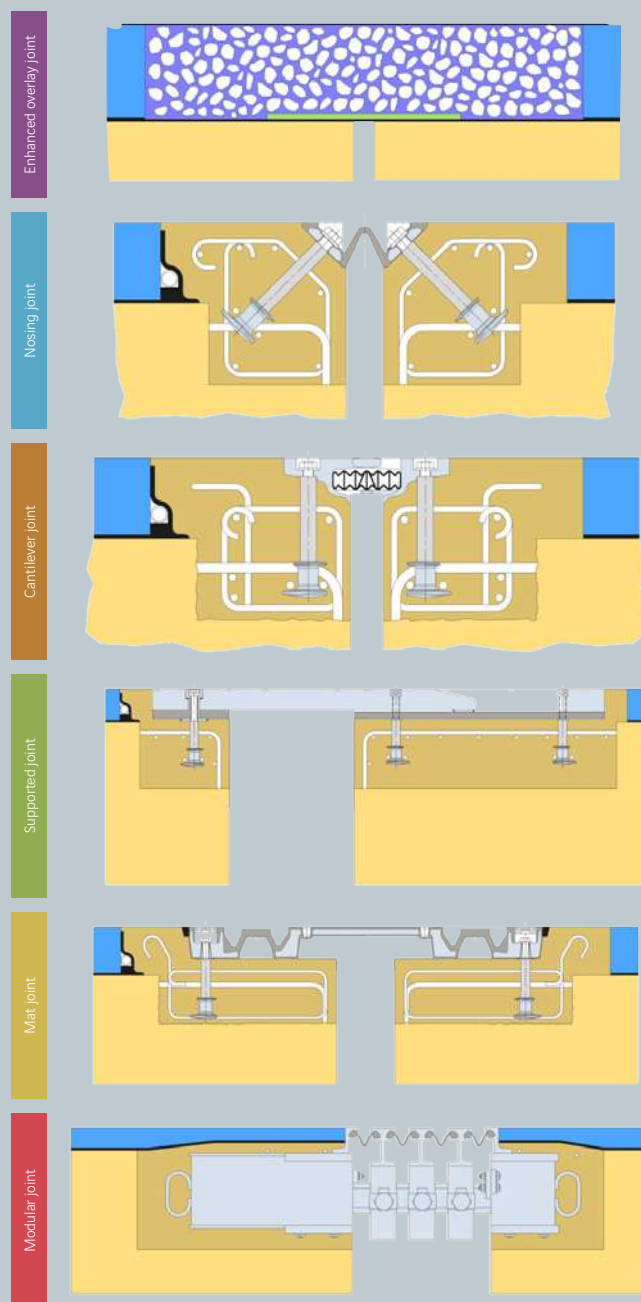 Enhanced overlay joint
Nosing joint
Cantilever joint
Supported joint
Mat joint
Modular joint